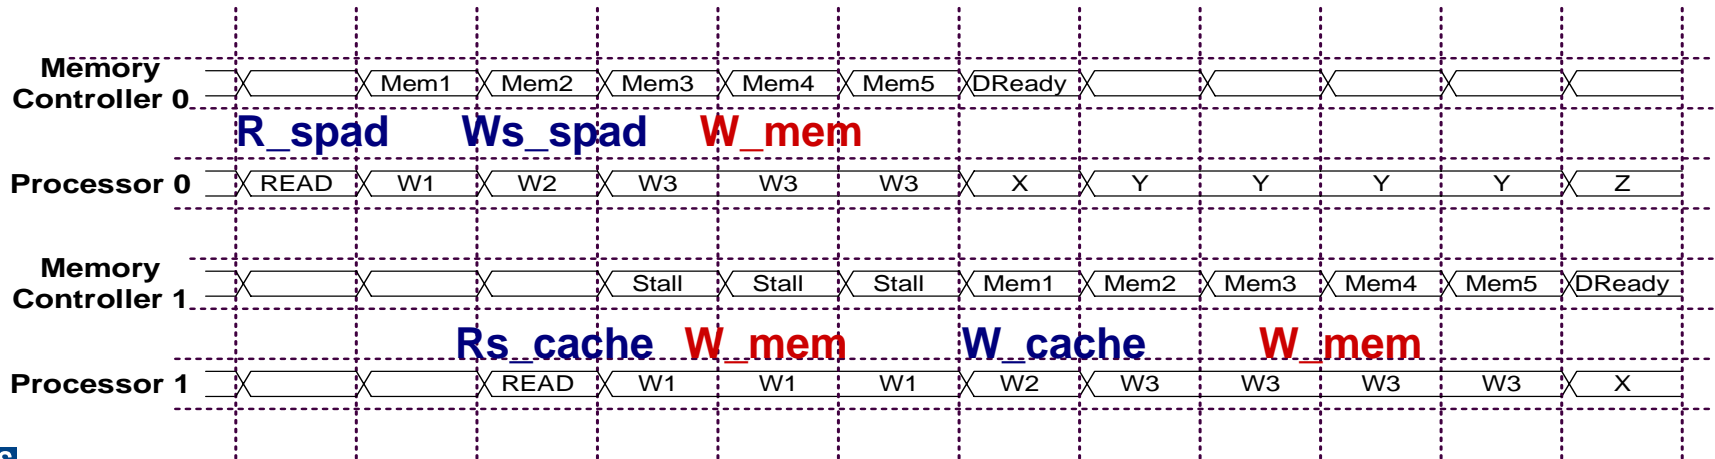 Memory
Controller 0 Mem1 Mem2 Mem3 Mem4 Mem5 DReady
R_spad Ws_spad W_mem
Processor 0 READ W1 W2 W3 W3 W3 X Y Y Y Y Z
Memory
Controller 1 Stall Stall Stall Mem1 Mem2 Mem3 Mem4 Mem5 DReady
Rs_cache W_mem W_cache W_mem
Processor 1 READ W1 W1 W1 W2 W3 W3 W3 W3 X